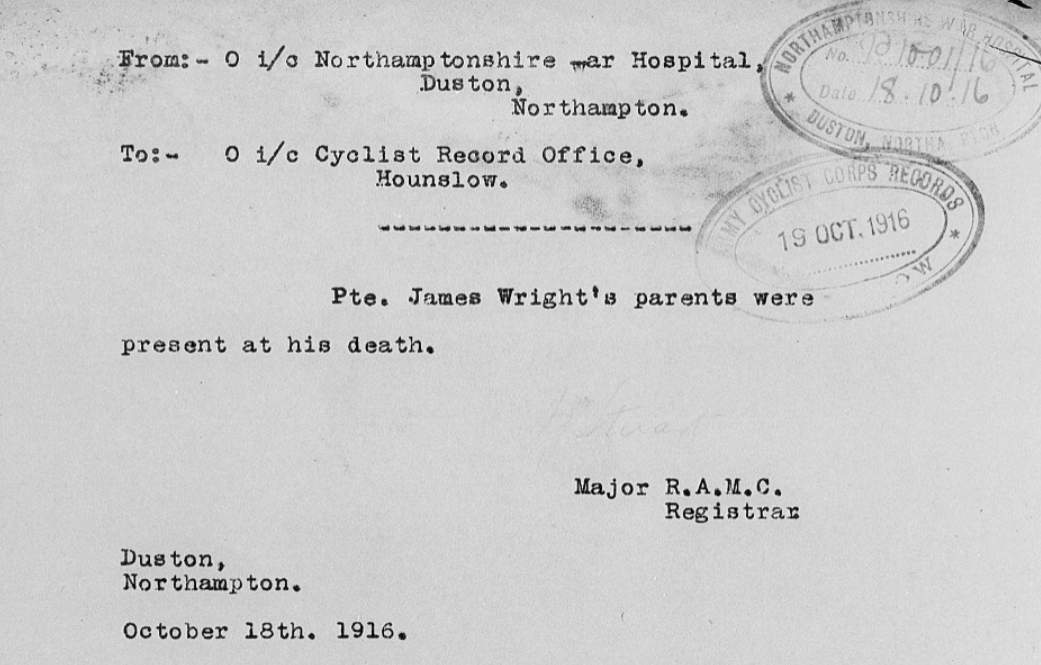 From:- O i/c Northamptonshire War Hospital,
Duston,
Northampton.
NORTHAMPTONSHIRE WAR HOSPITAL
No.
Date 18.10.16
* DUSTON, NORTHAMPTON *
To:- O i/c Cyclist Record Office,
Hounslow.
--------------------
ARMY CYCLIST CORPS RECORDS
19 OCT. 1916
Pte. James Wright's parents were
present at his death.
Major R.A.M.C.
Registrar
Duston,
Northampton.
October 18th. 1916.